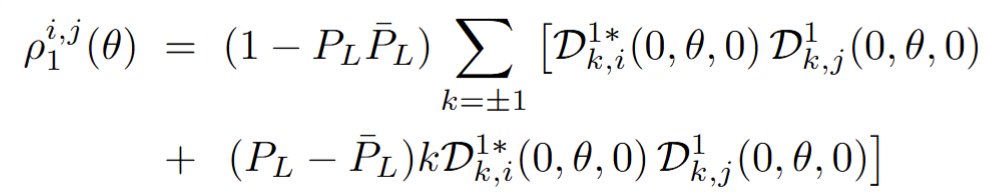 ρ_1^{i,j}(θ) = (1 − P_L P̄_L) ∑_{k=±1} [𝒟^{1*}_{k,i}(0, θ, 0) 𝒟^1_{k,j}(0, θ, 0)
+ (P_L − P̄_L)k𝒟^{1*}_{k,i}(0, θ, 0) 𝒟^1_{k,j}(0, θ, 0)]